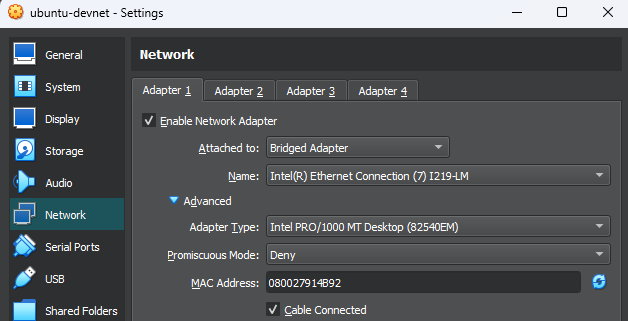 ubuntu-devnet - Settings
General
System
Display
Storage
Audio
Network
Serial Ports
USB
Shared Folders
Network
Adapter 1 Adapter 2 Adapter 3 Adapter 4
Enable Network Adapter
Attached to: Bridged Adapter
Name: Intel(R) Ethernet Connection (7) I219-LM
Advanced
Adapter Type: Intel PRO/1000 MT Desktop (82540EM)
Promiscuous Mode: Deny
MAC Address: 080027914B92
Cable Connected